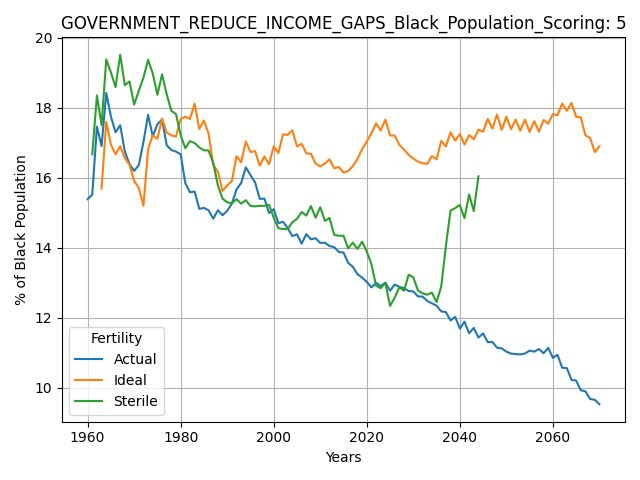 GOVERNMENT_REDUCE_INCOME_GAPS_Black_Population_Scoring: 5
20
18
16
14
12
10
% of Black Population
Fertility
Actual
Ideal
Sterile
1960 1980 2000 2020 2040 2060
Years